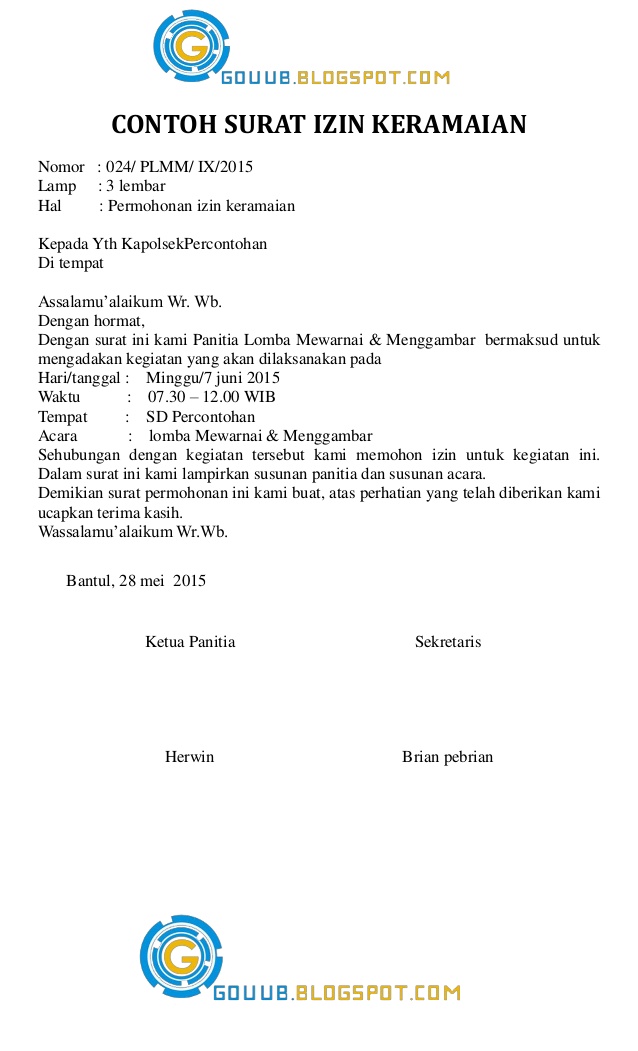 G
GOUUB.BLOGSPOT.COM
CONTOH SURAT IZIN KERAMAIAN
Nomor : 024/ PLMM/ IX/2015
Lamp : 3 lembar
Hal : Permohonan izin keramaian
Kepada Yth KapolsekPercontohan
Di tempat
Assalamu’alaikum Wr. Wb.
Dengan hormat,
Dengan surat ini kami Panitia Lomba Mewarnai & Menggambar bermaksud untuk
mengadakan kegiatan yang akan dilaksanakan pada
Hari/tanggal : Minggu/7 juni 2015
Waktu : 07.30 – 12.00 WIB
Tempat : SD Percontohan
Acara : lomba Mewarnai & Menggambar
Sehubungan dengan kegiatan tersebut kami memohon izin untuk kegiatan ini.
Dalam surat ini kami lampirkan susunan panitia dan susunan acara.
Demikian surat permohonan ini kami buat, atas perhatian yang telah diberikan kami
ucapkan terima kasih.
Wassalamu’alaikum Wr.Wb.
Bantul, 28 mei 2015
Ketua Panitia Sekretaris
Herwin Brian pebrian
G
GOUUB.BLOGSPOT.COM